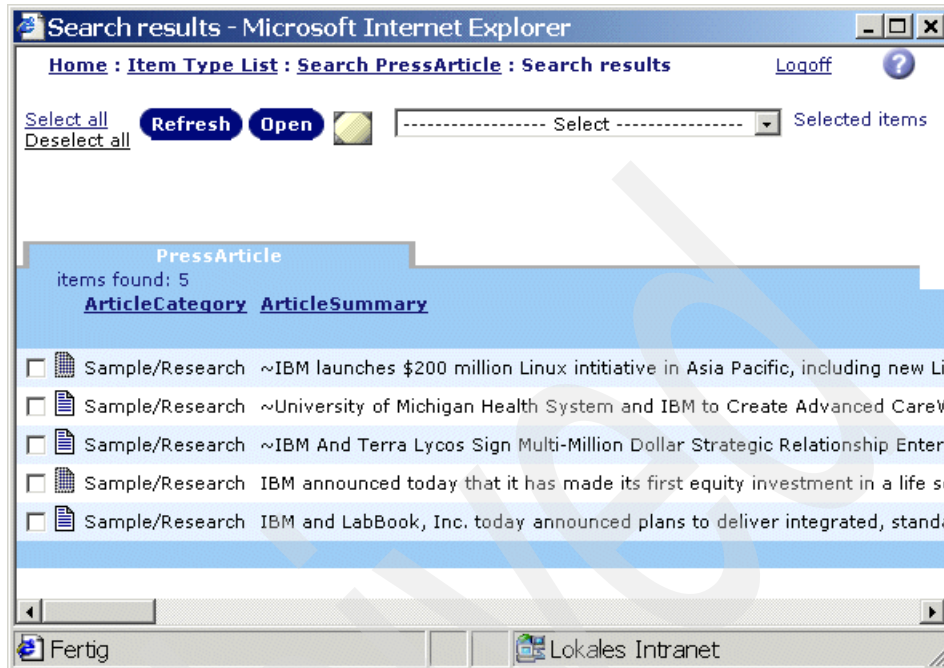 Search results - Microsoft Internet Explorer
Home : Item Type List : Search PressArticle : Search results Logoff ?
Select all Refresh Open ------------------ Select ---------------- Selected items
Deselect all
PressArticle
items found: 5
ArticleCategory ArticleSummary
Sample/Research ~IBM launches $200 million Linux intitiative in Asia Pacific, including new Li
Sample/Research ~University of Michigan Health System and IBM to Create Advanced CareW
Sample/Research ~IBM And Terra Lycos Sign Multi-Million Dollar Strategic Relationship Enter
Sample/Research IBM announced today that it has made its first equity investment in a life s
Sample/Research IBM and LabBook, Inc. today announced plans to deliver integrated, standa
Fertig Lokales Intranet